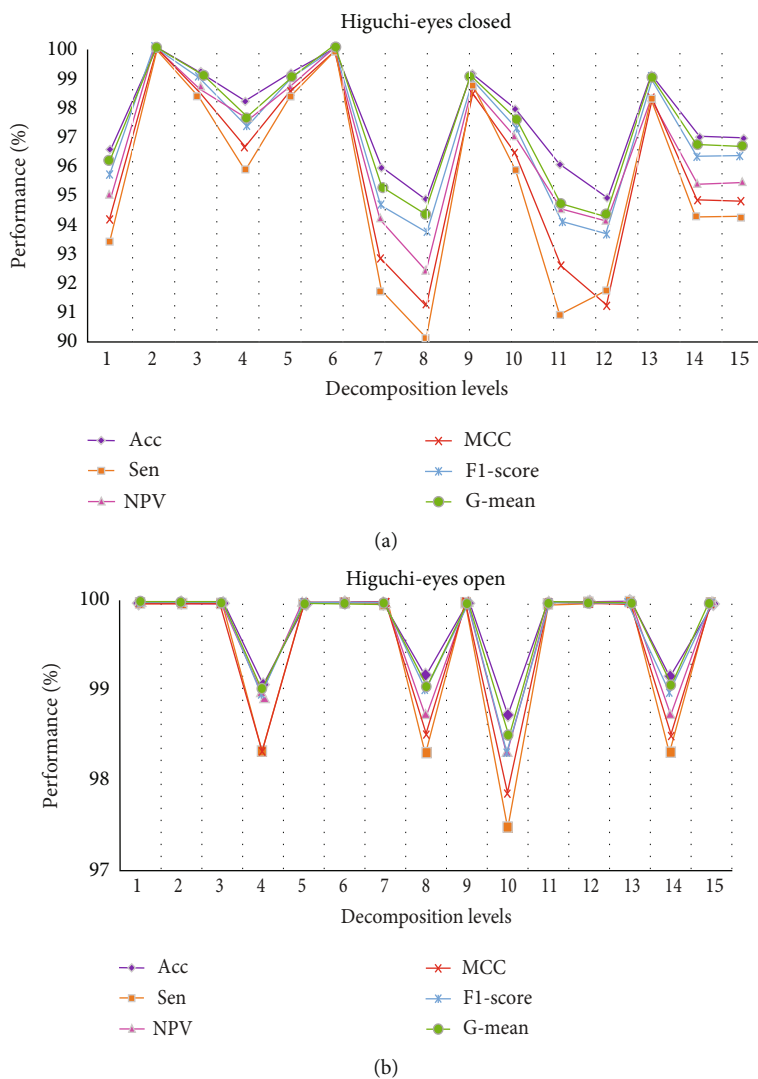 Higuchi-eyes closed
100
99
98
97
96
95
94
93
92
91
90
Performance (%)
1 2 3 4 5 6 7 8 9 10 11 12 13 14 15
Decomposition levels
Acc
Sen
NPV
MCC
F1-score
G-mean
(a)
Higuchi-eyes open
100
99
98
97
Performance (%)
1 2 3 4 5 6 7 8 9 10 11 12 13 14 15
Decomposition levels
Acc
Sen
NPV
MCC
F1-score
G-mean
(b)